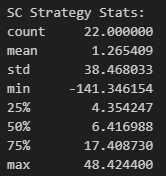 SC Strategy Stats:
count 22.000000
mean 1.265409
std 38.468033
min -141.346154
25% 4.354247
50% 6.416988
75% 17.408730
max 48.424400